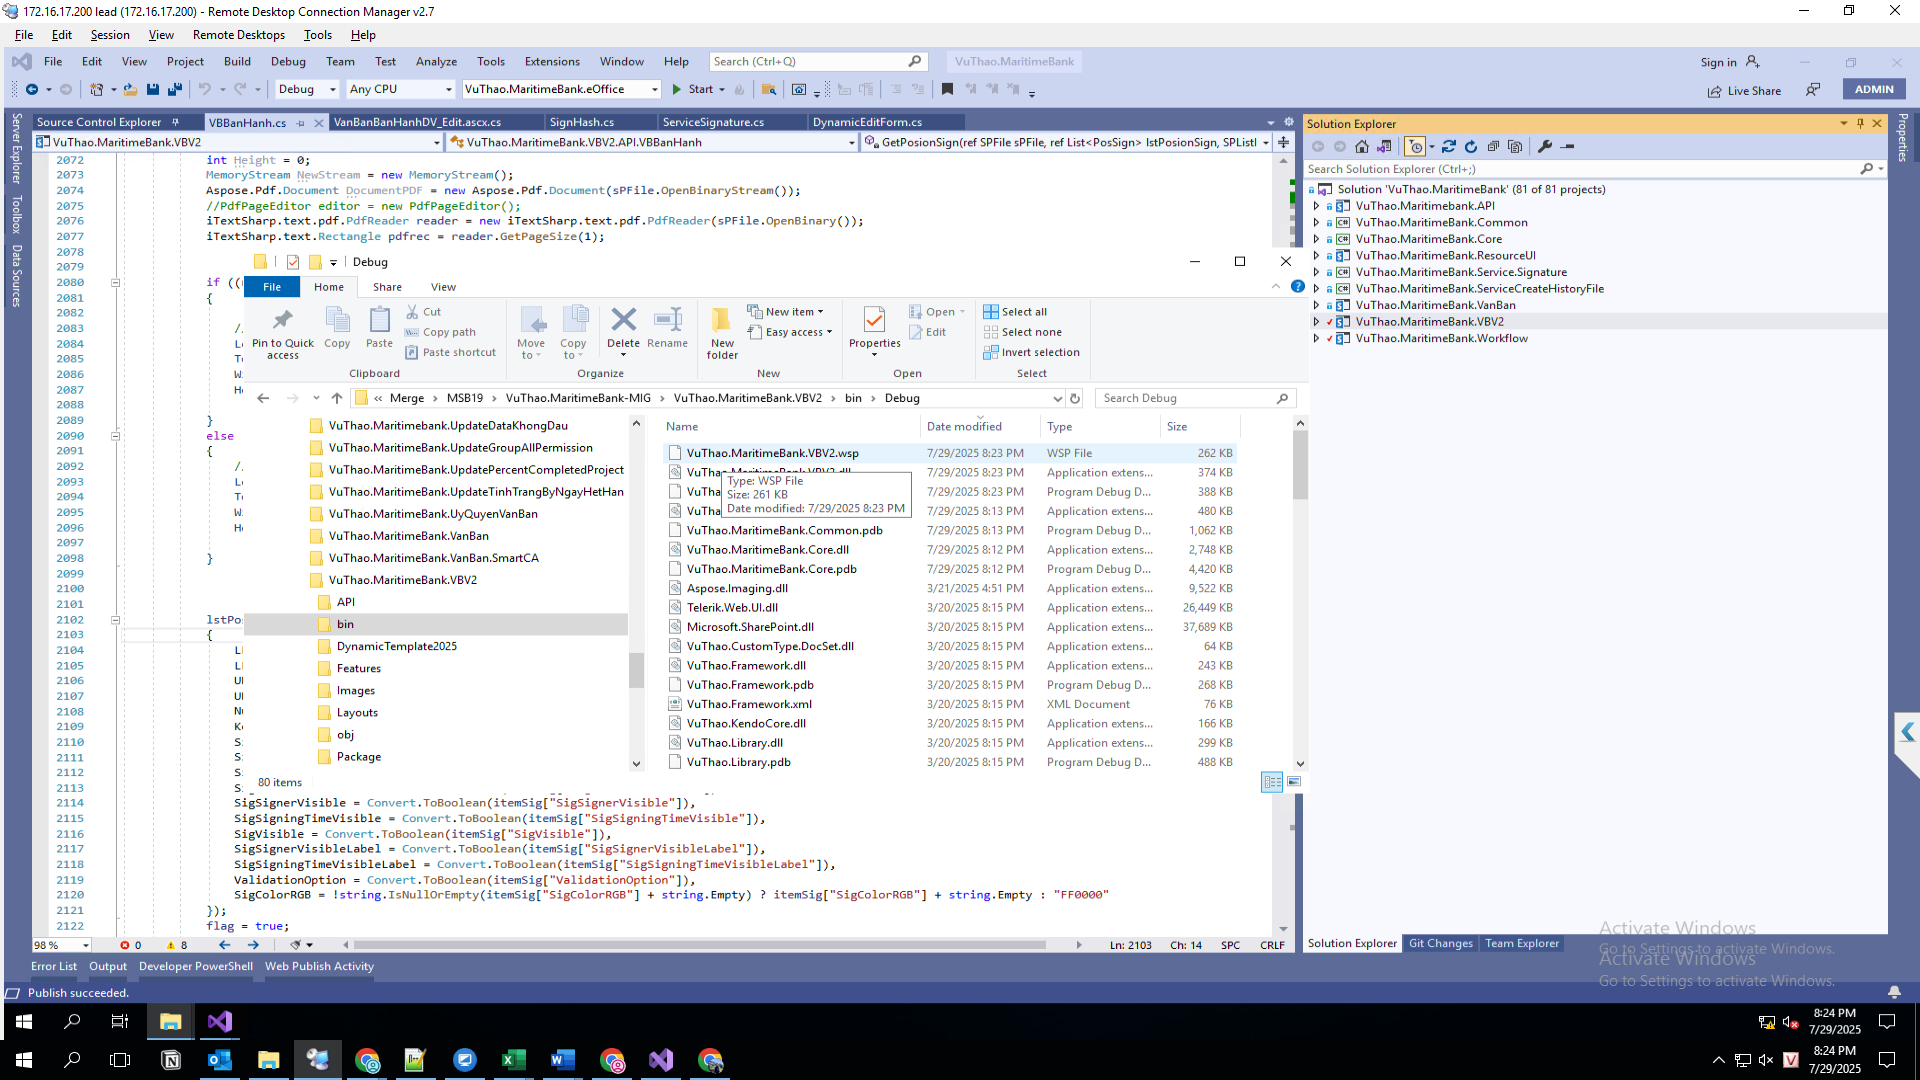 172.16.17.200 lead (172.16.17.200) - Remote Desktop Connection Manager v2.7
File Edit Session View Remote Desktops Tools Help
File Edit View Project Build Debug Team Test Analyze Tools Extensions Window Help Search (Ctrl+Q) VuThao.MaritimeBank Sign in
Debug Any CPU VuThao.MaritimeBank.eOffice Start Live Share ADMIN
Server Explorer
Toolbox
Data Sources
Source Control Explorer VBBanHanh.cs VanBanBanHanhDV_Edit.ascx.cs SignHash.cs ServiceSignature.cs DynamicEditForm.cs
VuThao.MaritimeBank.VBV2 VuThao.MaritimeBank.VBV2.API.VBBanHanh GetPosionSign(ref SPFile sPFile, ref List<PosSign> lstPosionSign, SPListI
2072 int Height = 0;
2073 MemoryStream NewStream = new MemoryStream();
2074 Aspose.Pdf.Document DocumentPDF = new Aspose.Pdf.Document(sPFile.OpenBinaryStream());
2075 //PdfPageEditor editor = new PdfPageEditor();
2076 iTextSharp.text.pdf.PdfReader reader = new iTextSharp.text.pdf.PdfReader(sPFile.OpenBinary());
2077 iTextSharp.text.Rectangle pdfrec = reader.GetPageSize(1);
2078
2079
2080 if ((
2081 {
2082
2083 //
2084
2085
2086
2087
2088
2089 }
2090 else
2091 {
2092 //
2093
2094
2095
2096
2097
2098 }
2099
2100
2101
2102 lstPo
2103 {
2104
2105
2106
2107
2108
2109
2110
2111
2112
2113
2114 SigSignerVisible = Convert.ToBoolean(itemSig["SigSignerVisible"]),
2115 SigSigningTimeVisible = Convert.ToBoolean(itemSig["SigSigningTimeVisible"]),
2116 SigVisible = Convert.ToBoolean(itemSig["SigVisible"]),
2117 SigSignerVisibleLabel = Convert.ToBoolean(itemSig["SigSignerVisibleLabel"]),
2118 SigSigningTimeVisibleLabel = Convert.ToBoolean(itemSig["SigSigningTimeVisibleLabel"]),
2119 ValidationOption = Convert.ToBoolean(itemSig["ValidationOption"]),
2120 SigColorRGB = !string.IsNullOrEmpty(itemSig["SigColorRGB"] + string.Empty) ? itemSig["SigColorRGB"] + string.Empty : "FF0000"
2121 });
2122 flag = true;
Debug
File Home Share View
Pin to Quick access Copy Paste Cut Copy path Paste shortcut
Move to Copy to Delete Rename New folder New item Easy access
Properties Open Edit Select all Select none Invert selection
Clipboard Organize New Open Select
« Merge › MSB19 › VuThao.MaritimeBank-MIG › VuThao.MaritimeBank.VBV2 › bin › Debug Search Debug
VuThao.Maritimebank.UpdateDataKhongDau
VuThao.MaritimeBank.UpdateGroupAllPermission
VuThao.MaritimeBank.UpdatePercentCompletedProject
VuThao.MaritimeBank.UpdateTinhTrangByNgayHetHan
VuThao.MaritimeBank.UyQuyenVanBan
VuThao.MaritimeBank.VanBan
VuThao.MaritimeBank.VanBan.SmartCA
VuThao.MaritimeBank.VBV2
API
bin
DynamicTemplate2025
Features
Images
Layouts
obj
Package
Name Date modified Type Size
VuThao.MaritimeBank.VBV2.wsp 7/29/2025 8:23 PM WSP File 262 KB
VuThao.MaritimeBank.VBV2.dll 7/29/2025 8:23 PM Application extens... 374 KB
VuTha 7/29/2025 8:23 PM Program Debug D... 388 KB
VuTha 7/29/2025 8:13 PM Application extens... 480 KB
VuThao.MaritimeBank.Common.pdb 7/29/2025 8:13 PM Program Debug D... 1,062 KB
VuThao.MaritimeBank.Core.dll 7/29/2025 8:12 PM Application extens... 2,748 KB
VuThao.MaritimeBank.Core.pdb 7/29/2025 8:12 PM Program Debug D... 4,420 KB
Aspose.Imaging.dll 3/21/2025 4:51 PM Application extens... 9,522 KB
Telerik.Web.UI.dll 3/20/2025 8:15 PM Application extens... 26,449 KB
Microsoft.SharePoint.dll 3/20/2025 8:15 PM Application extens... 37,689 KB
VuThao.CustomType.DocSet.dll 3/20/2025 8:15 PM Application extens... 64 KB
VuThao.Framework.dll 3/20/2025 8:15 PM Application extens... 243 KB
VuThao.Framework.pdb 3/20/2025 8:15 PM Program Debug D... 268 KB
VuThao.Framework.xml 3/20/2025 8:15 PM XML Document 76 KB
VuThao.KendoCore.dll 3/20/2025 8:15 PM Application extens... 166 KB
VuThao.Library.dll 3/20/2025 8:15 PM Application extens... 299 KB
VuThao.Library.pdb 3/20/2025 8:15 PM Program Debug D... 488 KB
Type: WSP File
Size: 261 KB
Date modified: 7/29/2025 8:23 PM
80 items
98 % 0 8 Ln: 2103 Ch: 14 SPC CRLF
Error List Output Developer PowerShell Web Publish Activity
Publish succeeded.
Solution Explorer
Search Solution Explorer (Ctrl+;)
Solution 'VuThao.MaritimeBank' (81 of 81 projects)
VuThao.Maritimebank.API
VuThao.MaritimeBank.Common
VuThao.MaritimeBank.Core
VuThao.MaritimeBank.ResourceUI
VuThao.MaritimeBank.Service.Signature
VuThao.MaritimeBank.ServiceCreateHistoryFile
VuThao.MaritimeBank.VanBan
VuThao.MaritimeBank.VBV2
VuThao.MaritimeBank.Workflow
Properties
Solution Explorer Git Changes Team Explorer
Activate Windows
Go to Settings to activate Windows.
Activate Windows
Go to Settings to activate Windows.
8:24 PM
7/29/2025
8:24 PM
7/29/2025